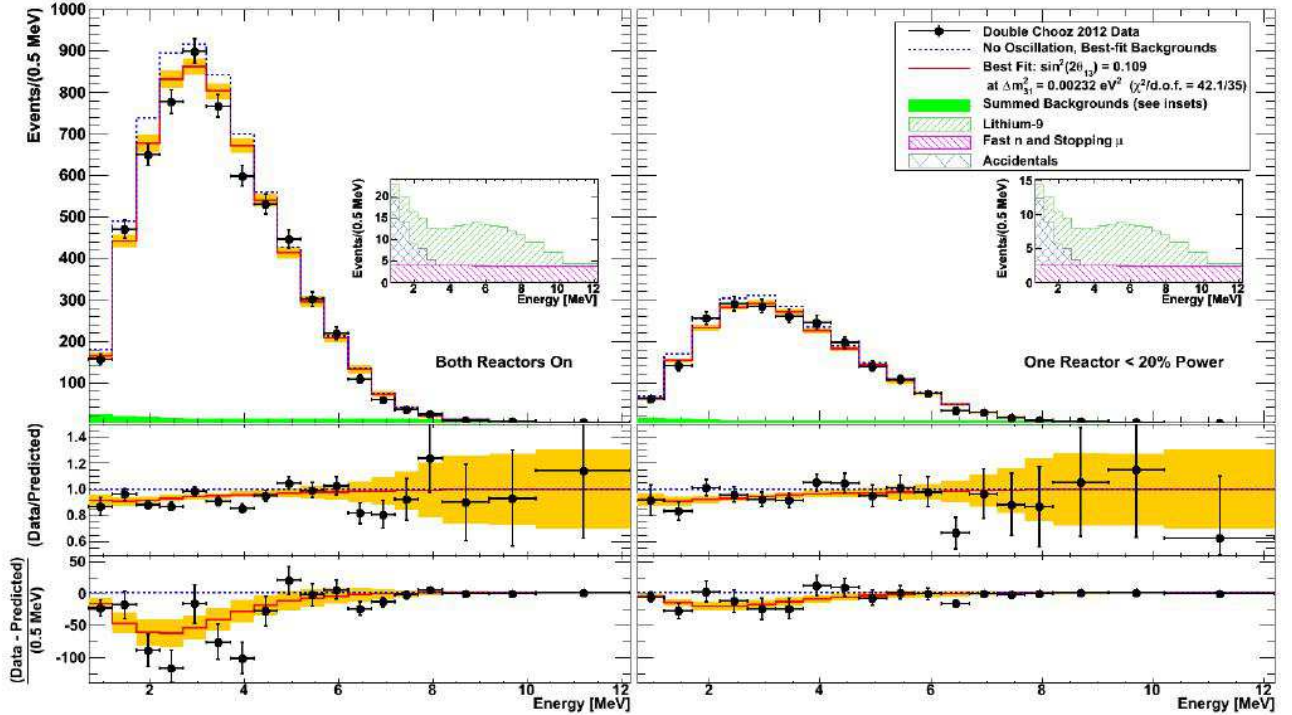 Events/(0.5 MeV)
1000
900
800
700
600
500
400
300
200
100
Both Reactors On
Events/(0.5 MeV)
20
15
10
5
0
0 2 4 6 8 10 12
Energy [MeV]
Double Chooz 2012 Data
No Oscillation, Best-fit Backgrounds
Best Fit: sin²(2θ₁₃) = 0.109
at Δm²₃₁ = 0.00232 eV² (χ²/d.o.f. = 42.1/35)
Summed Backgrounds (see insets)
Lithium-9
Fast n and Stopping μ
Accidentals
Events/(0.5 MeV)
15
10
5
0
0 2 4 6 8 10 12
Energy [MeV]
One Reactor < 20% Power
(Data/Predicted)
1.4
1.2
1.0
0.8
0.6
(Data - Predicted)
(0.5 MeV)
50
0
-50
-100
2 4 6 8 10 12
Energy [MeV]
2 4 6 8 10 12
Energy [MeV]